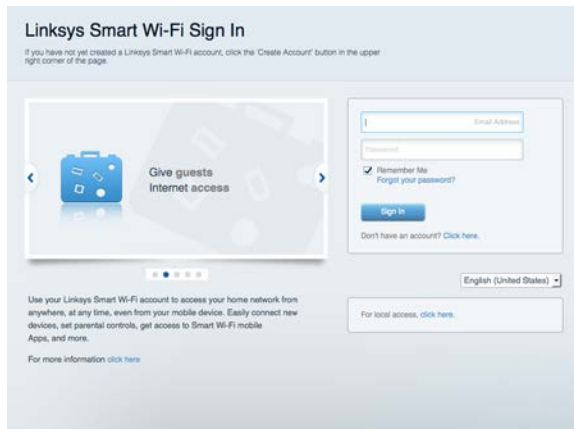 Linksys Smart Wi-Fi Sign In
If you have not yet created a Linksys Smart Wi-Fi account, click the 'Create Account' button in the upper
right corner of the page.
Email Address
Password
Give guests
Internet access
Remember Me
Forgot your password?
Sign In
Don't have an account? Click here.
English (United States)
Use your Linksys Smart Wi-Fi account to access your home network from
anywhere, at any time, even from your mobile device. Easily connect new
devices, set parental controls, get access to Smart Wi-Fi mobile
Apps, and more.
For local access, click here.
For more information click here